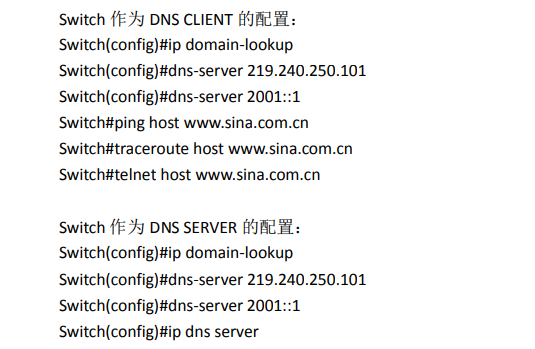 Switch 作为 DNS CLIENT 的配置：
Switch(config)#ip domain-lookup
Switch(config)#dns-server 219.240.250.101
Switch(config)#dns-server 2001::1
Switch#ping host www.sina.com.cn
Switch#traceroute host www.sina.com.cn
Switch#telnet host www.sina.com.cn
Switch 作为 DNS SERVER 的配置：
Switch(config)#ip domain-lookup
Switch(config)#dns-server 219.240.250.101
Switch(config)#dns-server 2001::1
Switch(config)#ip dns server